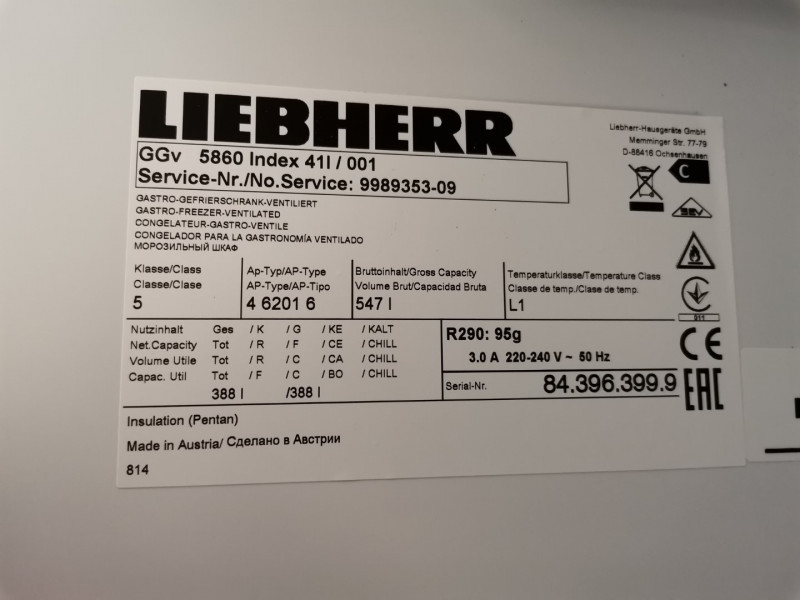 LIEBHERR
Liebherr-Hausgeräte GmbH
Memminger Str. 77-79
D-88416 Ochsenhausen
GGv 5860 Index 41I / 001
Service-Nr./No.Service: 9989353-09
C
SEV
GASTRO-GEFRIERSCHRANK-VENTILIERT
GASTRO-FREEZER-VENTILATED
CONGELATEUR-GASTRO-VENTILE
CONGELADOR PARA LA GASTRONOMÍA VENTILADO
МОРОЗИЛЬНЫЙ ШКАФ
Klasse/Class
Classe/Clase
5
Ap-Typ/AP-Type
AP-Type/AP-Tipo
4 6201 6
Bruttoinhalt/Gross Capacity
Volume Brut/Capacidad Bruta
547 l
Temperaturklasse/Temperature Class
Classe de temp./Clase de temp.
L1
011
Nutzinhalt Ges / K / G / KE / KALT
Net.Capacity Tot / R / F / CE / CHILL
Volume Utile Tot / R / C / CA / CHILL
Capac. Util Tot / F / C / BO / CHILL
388 l /388 l
R290: 95g
3.0 A 220-240 V ~ 50 Hz
Serial-Nr. 84.396.399.9
CE
EAC
Insulation (Pentan)
Made in Austria/ Сделано в Австрии
814